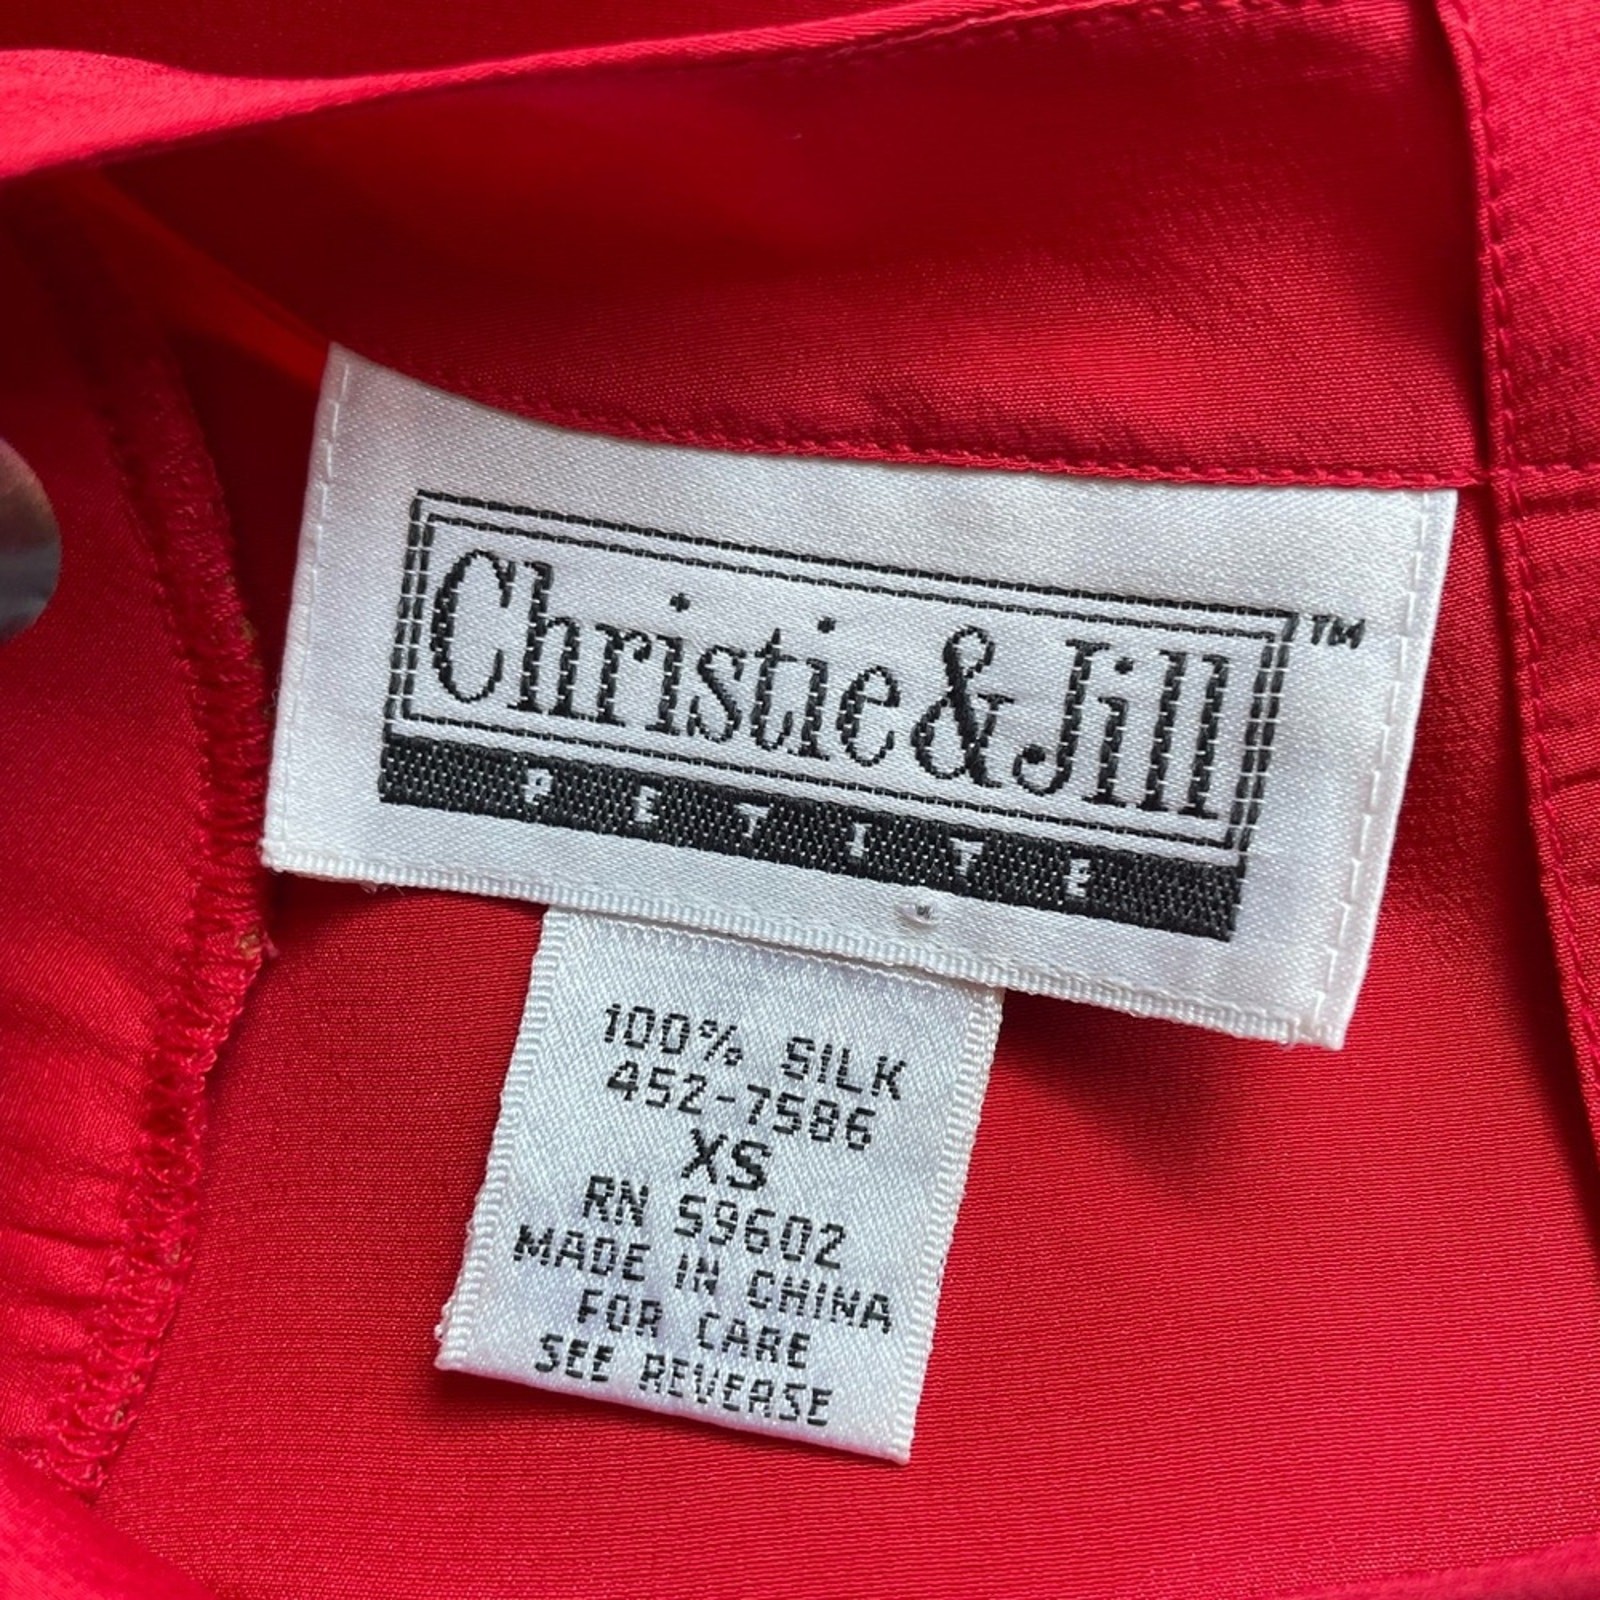 Christie&Jill™
PETITE
100% SILK
452-7586
XS
RN 59602
MADE IN CHINA
FOR CARE
SEE REVERSE